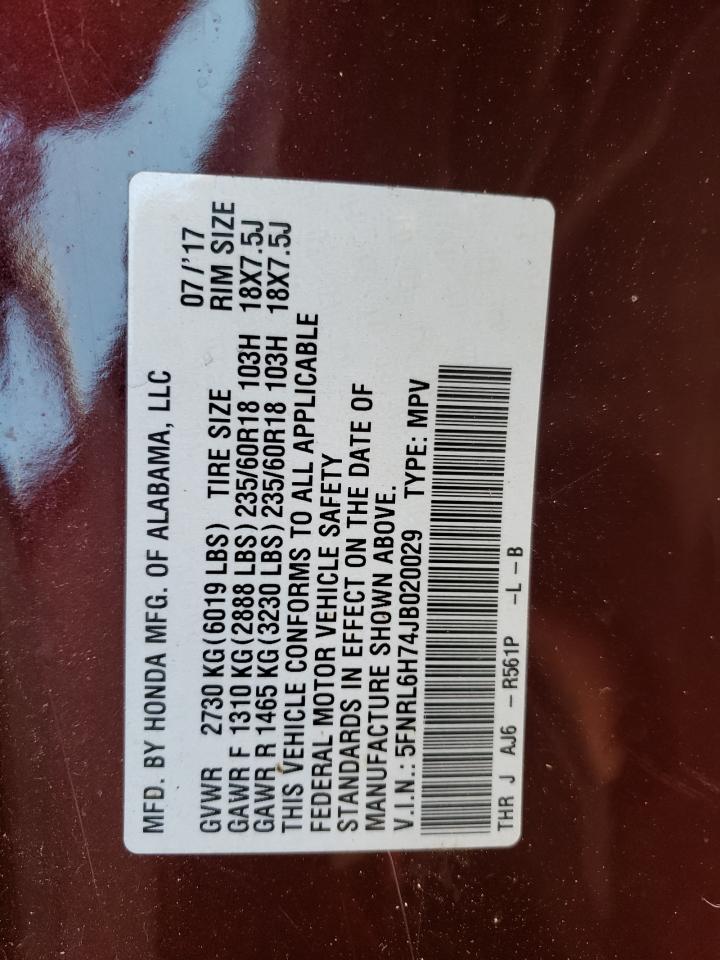 MFD. BY HONDA MFG. OF ALABAMA, LLC
07/'17
GVWR 2730 KG(6019 LBS) TIRE SIZE RIM SIZE
GAWR F 1310 KG(2888 LBS) 235/60R18 103H 18X7.5J
GAWR R 1465 KG(3230 LBS) 235/60R18 103H 18X7.5J
THIS VEHICLE CONFORMS TO ALL APPLICABLE
FEDERAL MOTOR VEHICLE SAFETY
STANDARDS IN EFFECT ON THE DATE OF
MANUFACTURE SHOWN ABOVE.
V.I.N.: 5FNRL6H74JB020029 TYPE: MPV
THR J AJ6 - R561P -L - B